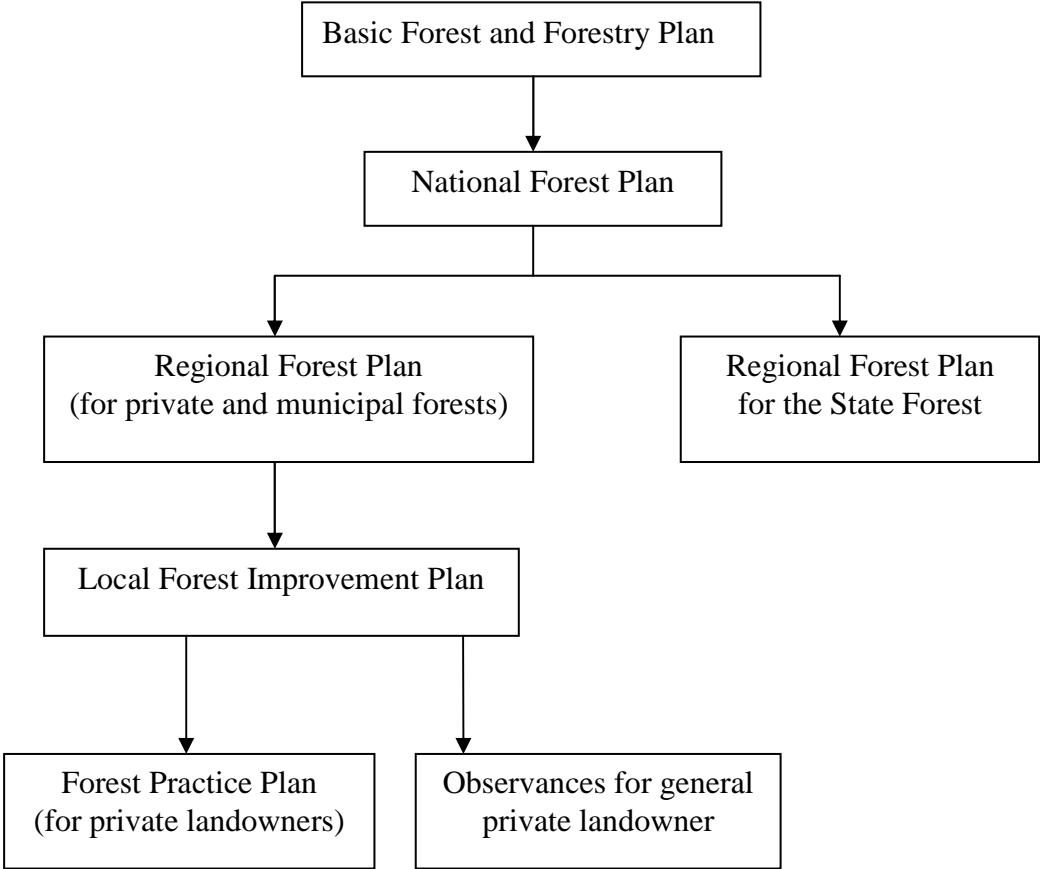 Basic Forest and Forestry Plan
National Forest Plan
Regional Forest Plan
(for private and municipal forests)
Regional Forest Plan
for the State Forest
Local Forest Improvement Plan
Forest Practice Plan
(for private landowners)
Observances for general
private landowner